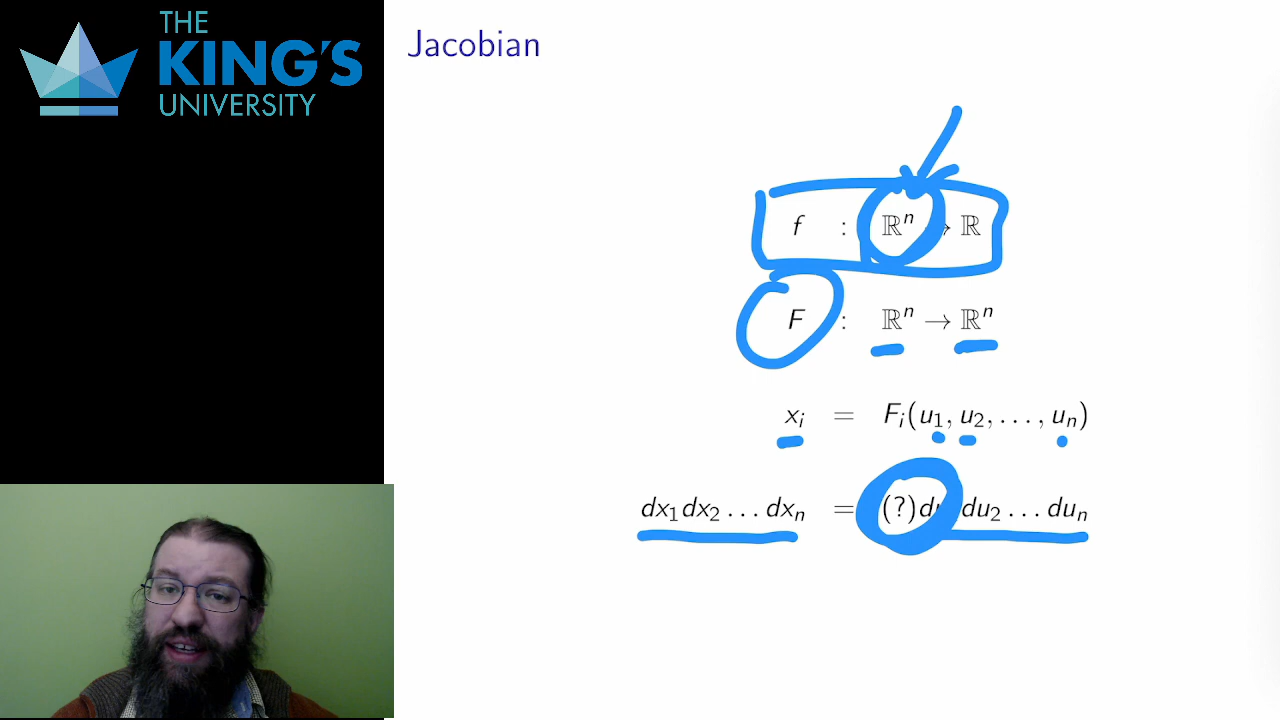 THE
KING'S
UNIVERSITY
Jacobian
f : ℝⁿ → ℝ
F : ℝⁿ → ℝⁿ
xᵢ = Fᵢ(u₁, u₂, . . . , uₙ)
dx₁dx₂ . . . dxₙ = (?)du₁du₂ . . . duₙ